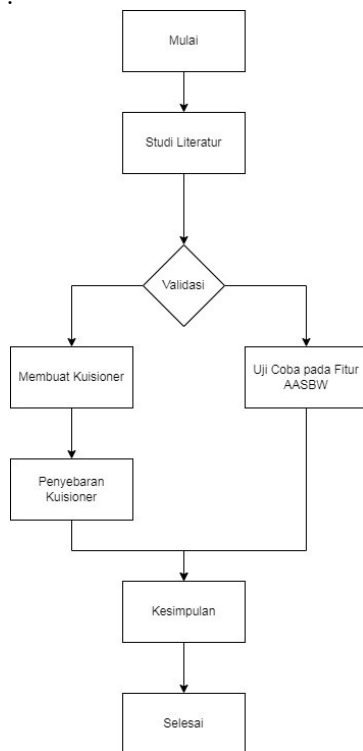 .
Mulai
Studi Literatur
Validasi
Membuat Kuisioner
Uji Coba pada Fitur
AASBW
Penyebaran
Kuisioner
Kesimpulan
Selesai